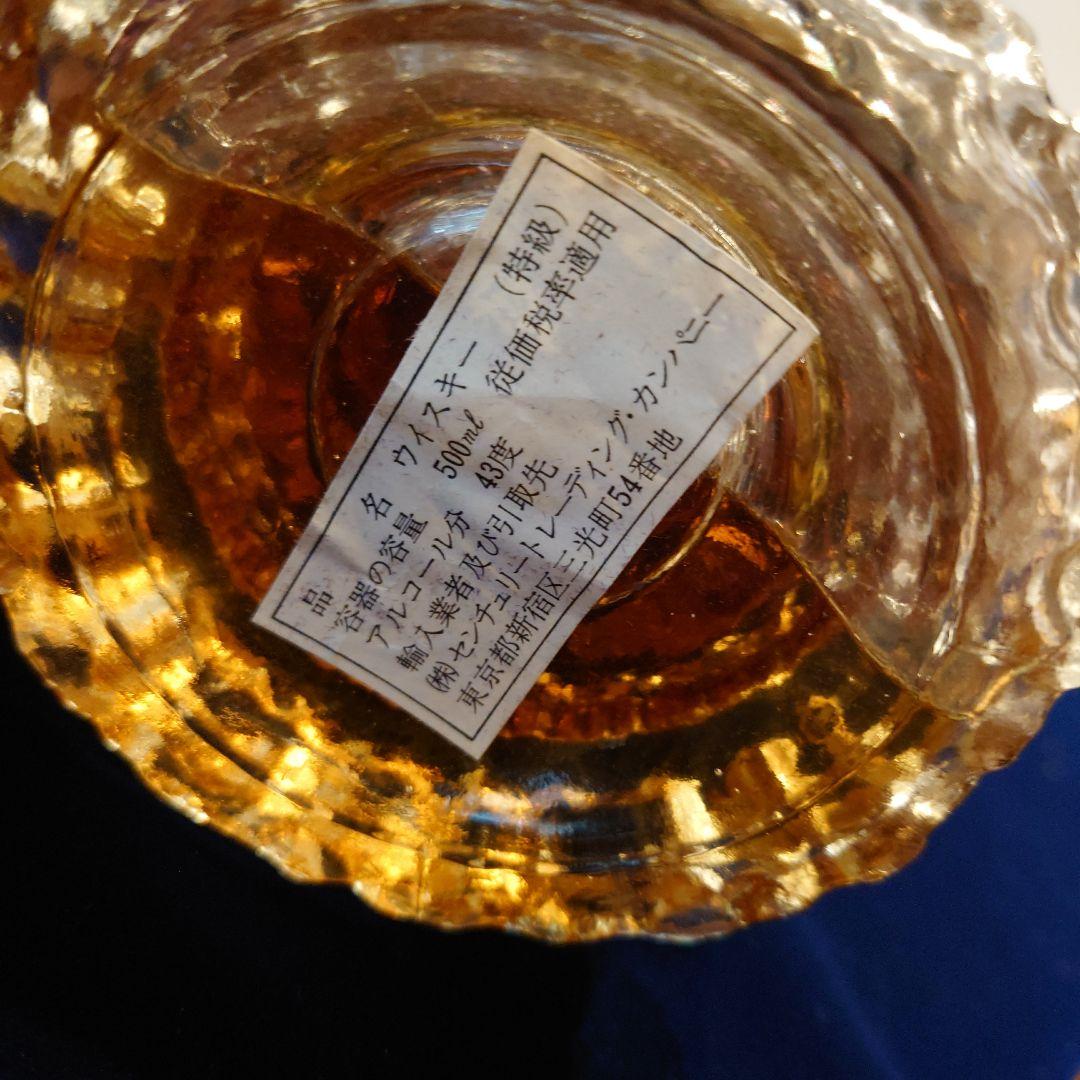 品名 ウイスキー (特級)
容器の容量 500ml 従価税率適用
アルコール分 43度
輸入業者及び引取先
㈱センチュリートレーディング・カンパニー
東京都新宿区三光町54番地